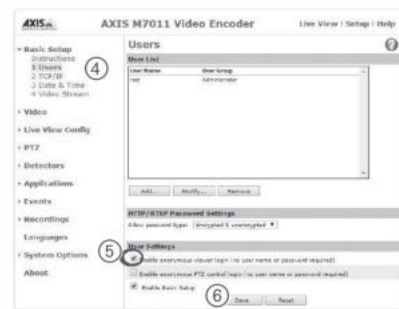 AXIS
AXIS M7011 Video Encoder
Live View | Setup | Help
Basic Setup
Instructions
1 Users
2 TCP/IP
3 Date & Time
4 Video Stream
4
Video
Live View Config
PTZ
Detectors
Applications
Events
Recordings
Languages
System Options
About
Users
?
User List
User Name User Group
root Administrator
Add... Modify... Remove
HTTP/RTSP Password Settings
Allow password type: Encrypted & unencrypted
User Settings
5
Enable anonymous viewer login (no user name or password required)
Enable anonymous PTZ control login (no user name or password required)
Enable Basic Setup
6
Save Reset